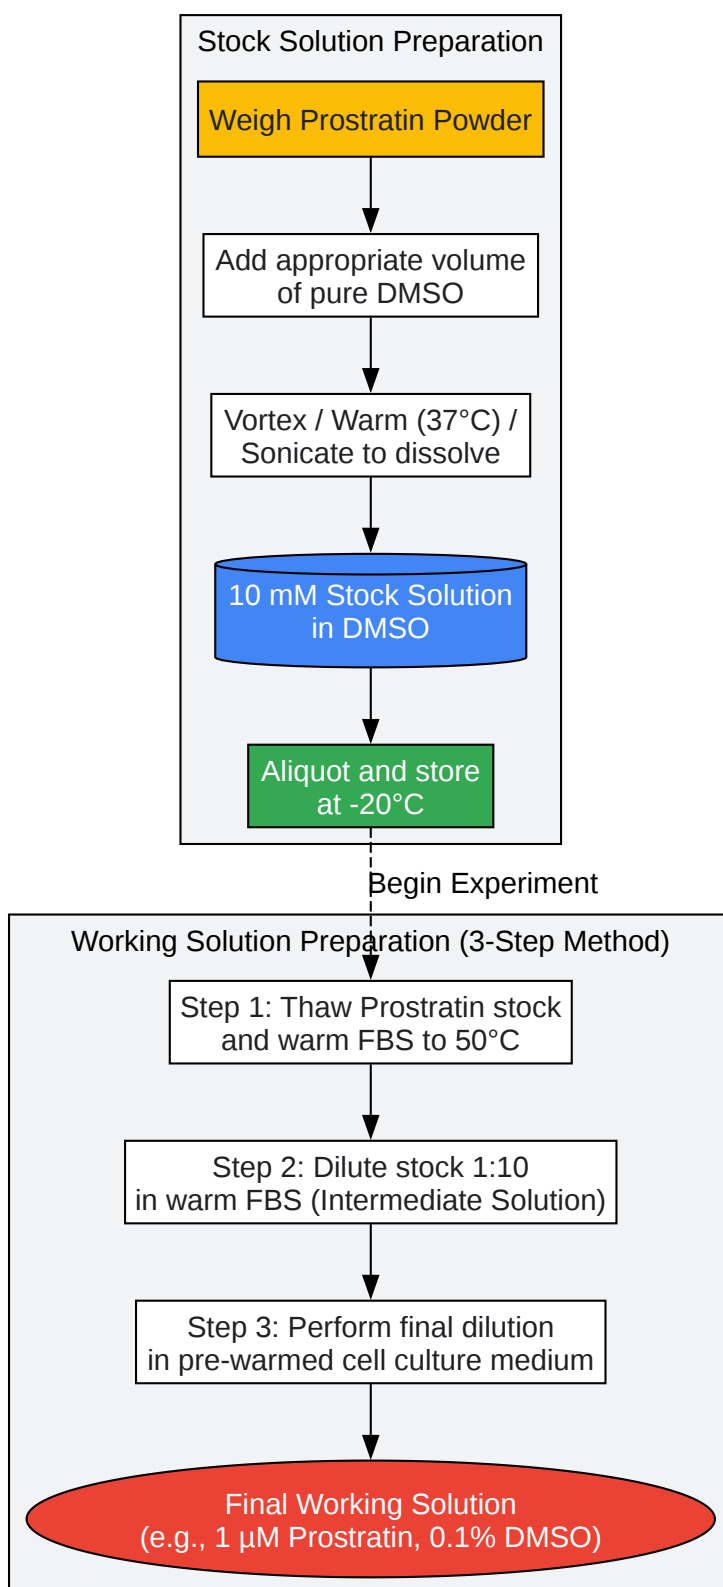 Stock Solution Preparation
Weigh Prostratin Powder
Add appropriate volume
of pure DMSO
Vortex / Warm (37°C) /
Sonicate to dissolve
10 mM Stock Solution
in DMSO
Aliquot and store
at -20°C
Begin Experiment
Working Solution Preparation (3-Step Method)
Step 1: Thaw Prostratin stock
and warm FBS to 50°C
Step 2: Dilute stock 1:10
in warm FBS (Intermediate Solution)
Step 3: Perform final dilution
in pre-warmed cell culture medium
Final Working Solution
(e.g., 1 µM Prostratin, 0.1% DMSO)